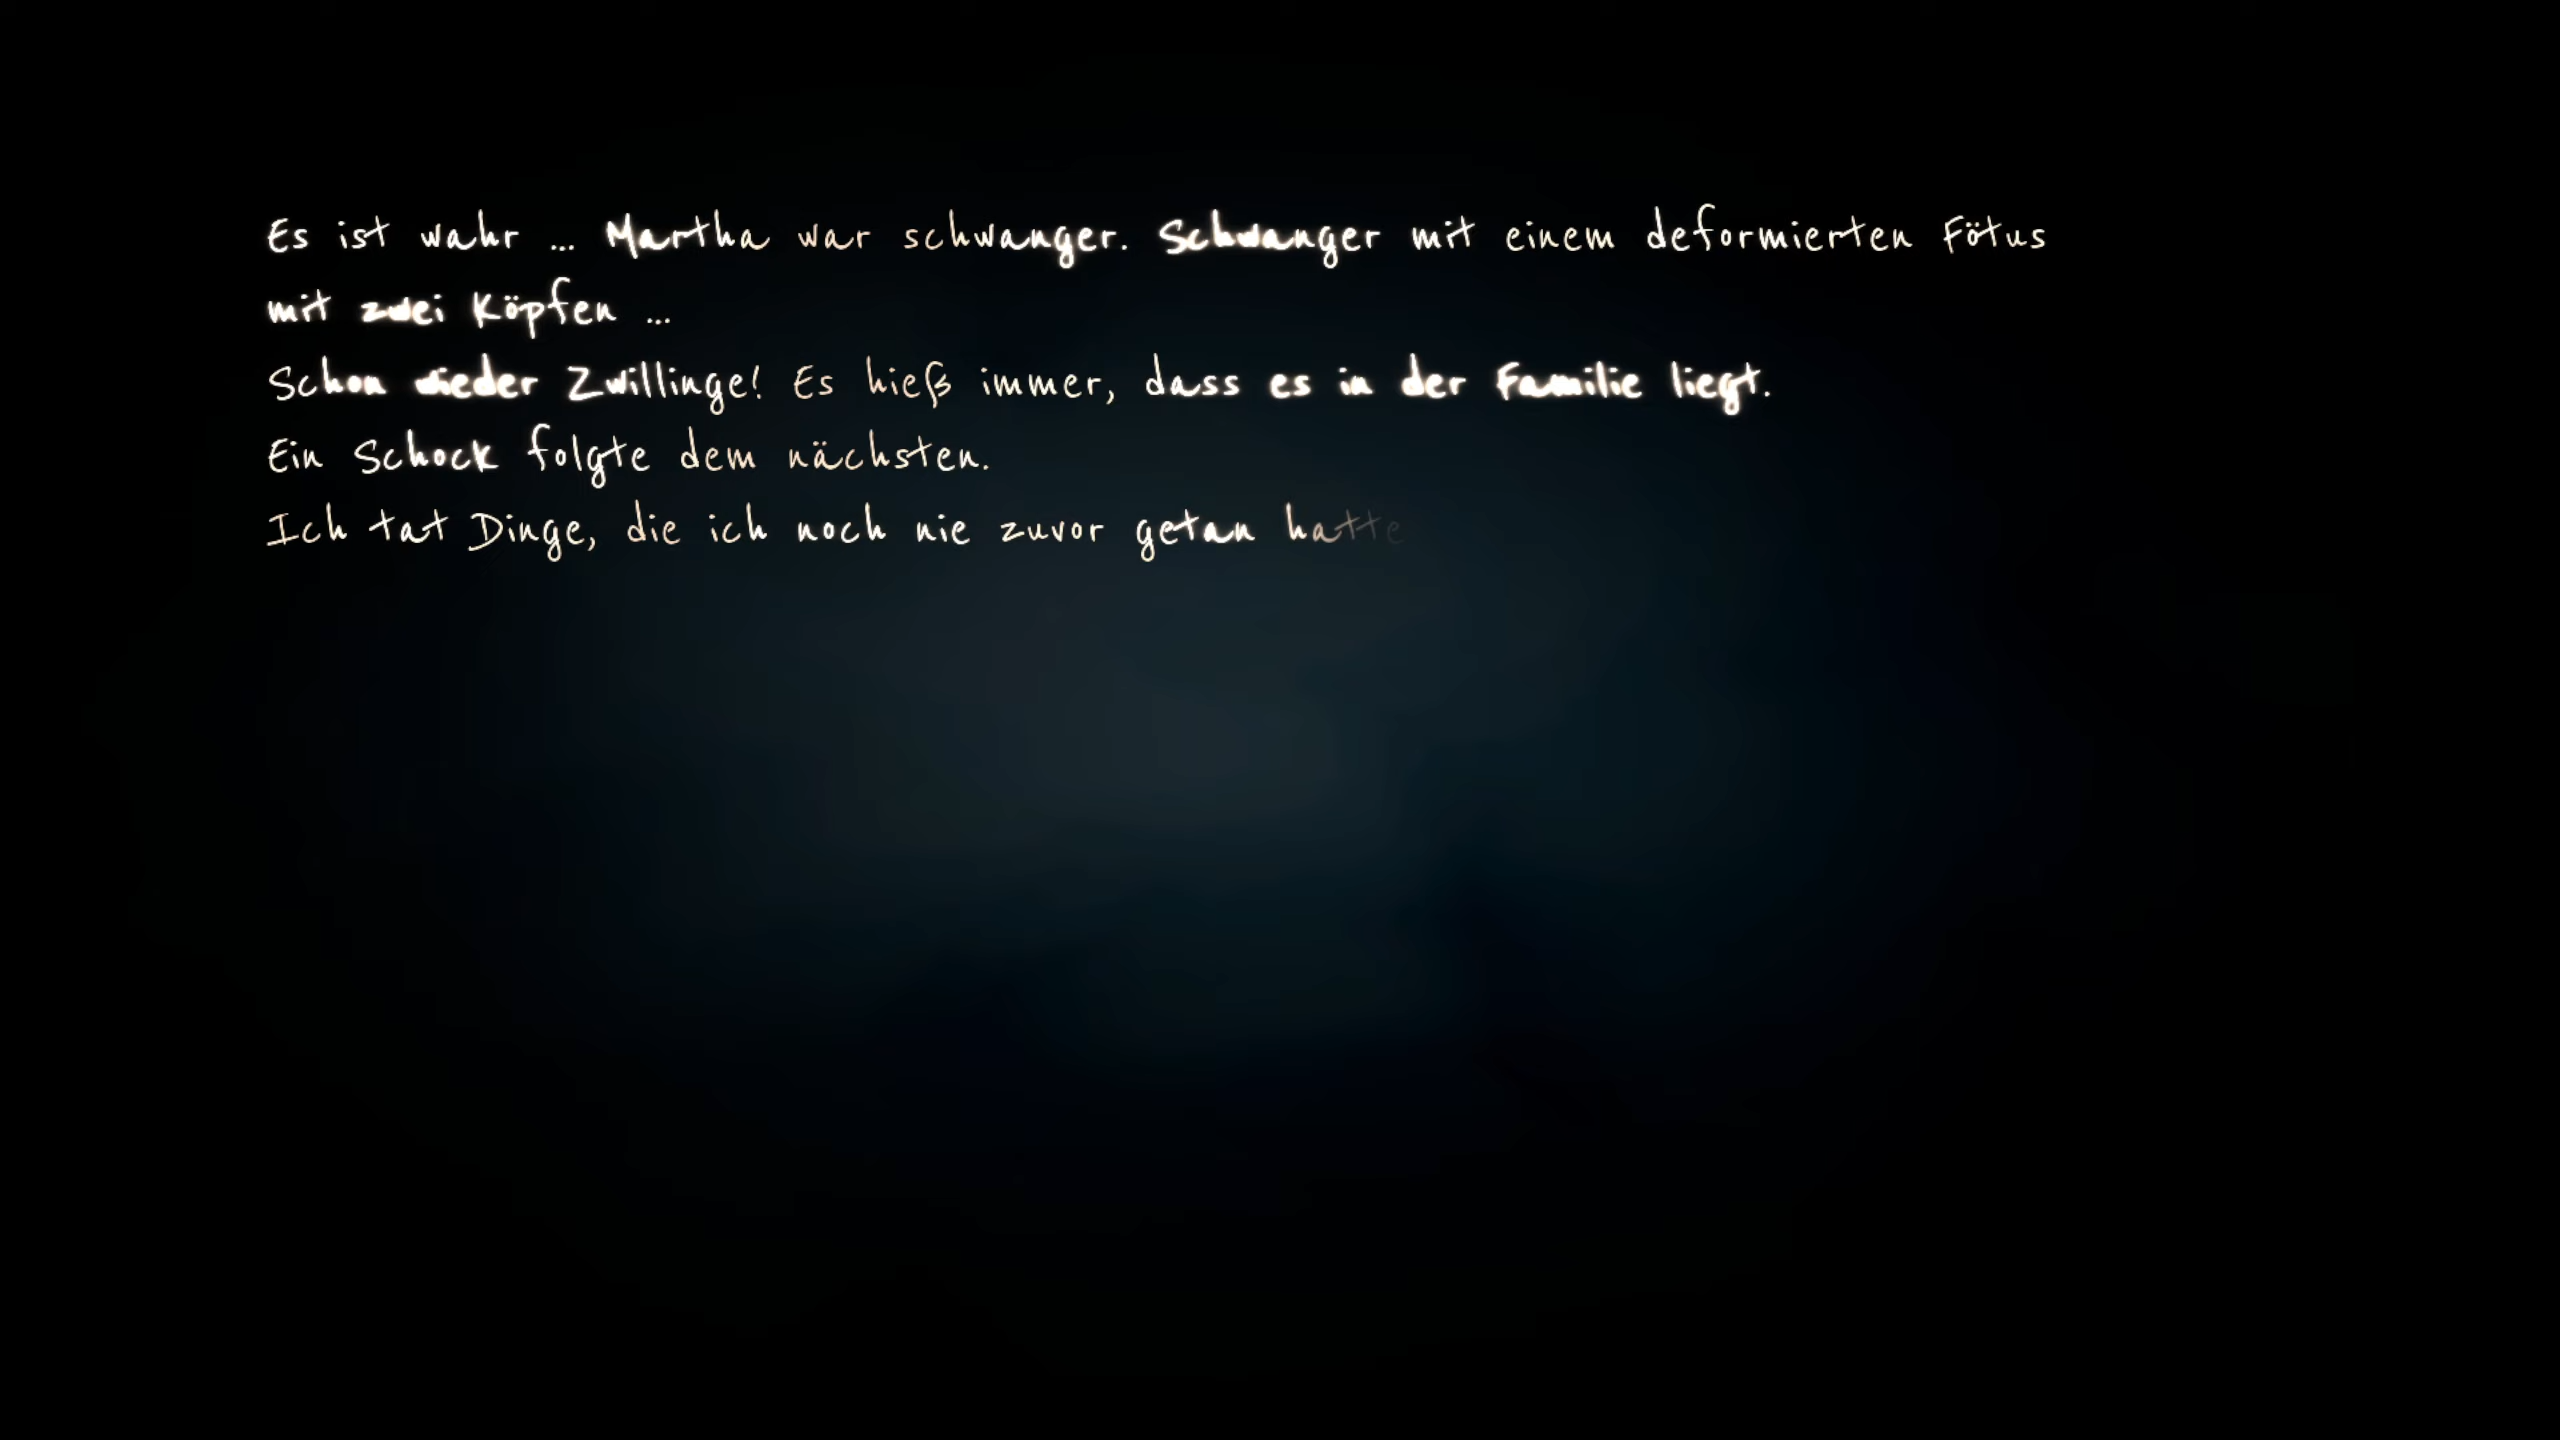 Es ist wahr ... Martha war schwanger. Schwanger mit einem deformierten Fötus
mit zwei Köpfen ...
Schon wieder Zwillinge! Es hieß immer, dass es in der Familie liegt.
Ein Schock folgte dem nächsten.
Ich tat Dinge, die ich noch nie zuvor getan hatte